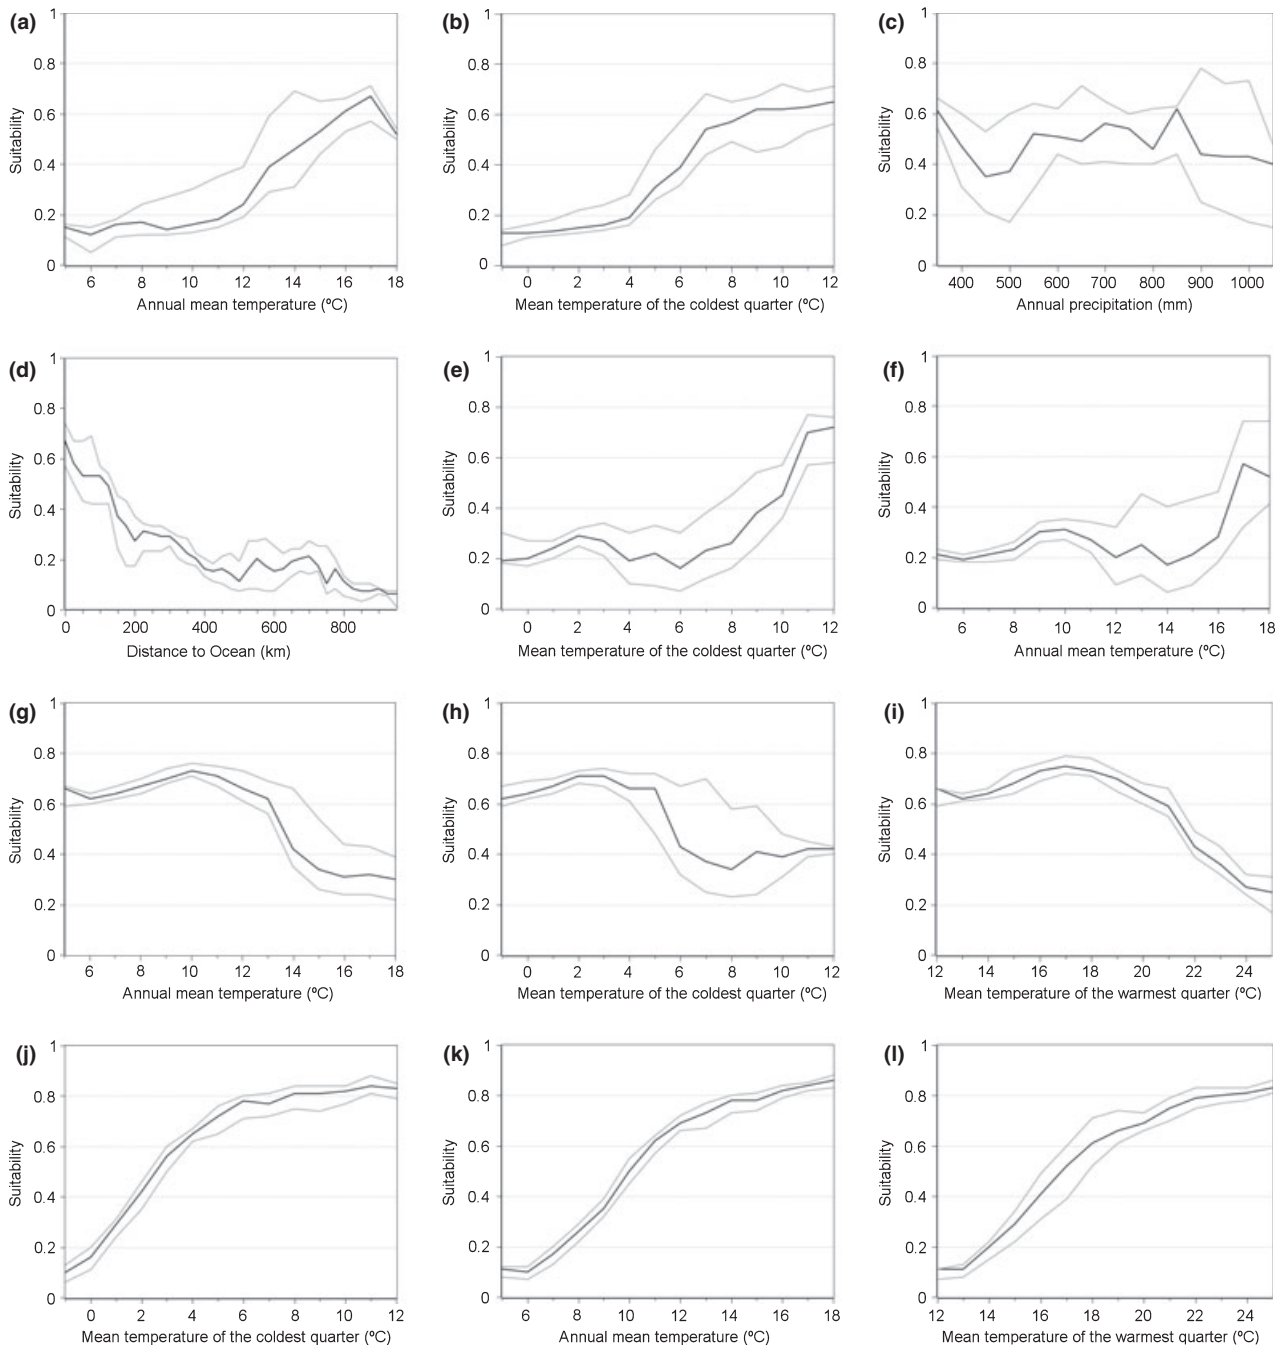 (a)
1
0.8
0.6
0.4
0.2
0
Suitability
6 8 10 12 14 16 18
Annual mean temperature (ºC)
(b)
1
0.8
0.6
0.4
0.2
0
Suitability
0 2 4 6 8 10 12
Mean temperature of the coldest quarter (ºC)
(c)
1
0.8
0.6
0.4
0.2
0
Suitability
400 500 600 700 800 900 1000
Annual precipitation (mm)
(d)
1
0.8
0.6
0.4
0.2
0
Suitability
0 200 400 600 800
Distance to Ocean (km)
(e)
1
0.8
0.6
0.4
0.2
0
Suitability
0 2 4 6 8 10 12
Mean temperature of the coldest quarter (ºC)
(f)
1
0.8
0.6
0.4
0.2
0
Suitability
6 8 10 12 14 16 18
Annual mean temperature (ºC)
(g)
1
0.8
0.6
0.4
0.2
0
Suitability
6 8 10 12 14 16 18
Annual mean temperature (ºC)
(h)
1
0.8
0.6
0.4
0.2
0
Suitability
0 2 4 6 8 10 12
Mean temperature of the coldest quarter (ºC)
(i)
1
0.8
0.6
0.4
0.2
0
Suitability
12 14 16 18 20 22 24
Mean temperature of the warmest quarter (ºC)
(j)
1
0.8
0.6
0.4
0.2
0
Suitability
0 2 4 6 8 10 12
Mean temperature of the coldest quarter (ºC)
(k)
1
0.8
0.6
0.4
0.2
0
Suitability
6 8 10 12 14 16 18
Annual mean temperature (ºC)
(l)
1
0.8
0.6
0.4
0.2
0
Suitability
12 14 16 18 20 22 24
Mean temperature of the warmest quarter (ºC)